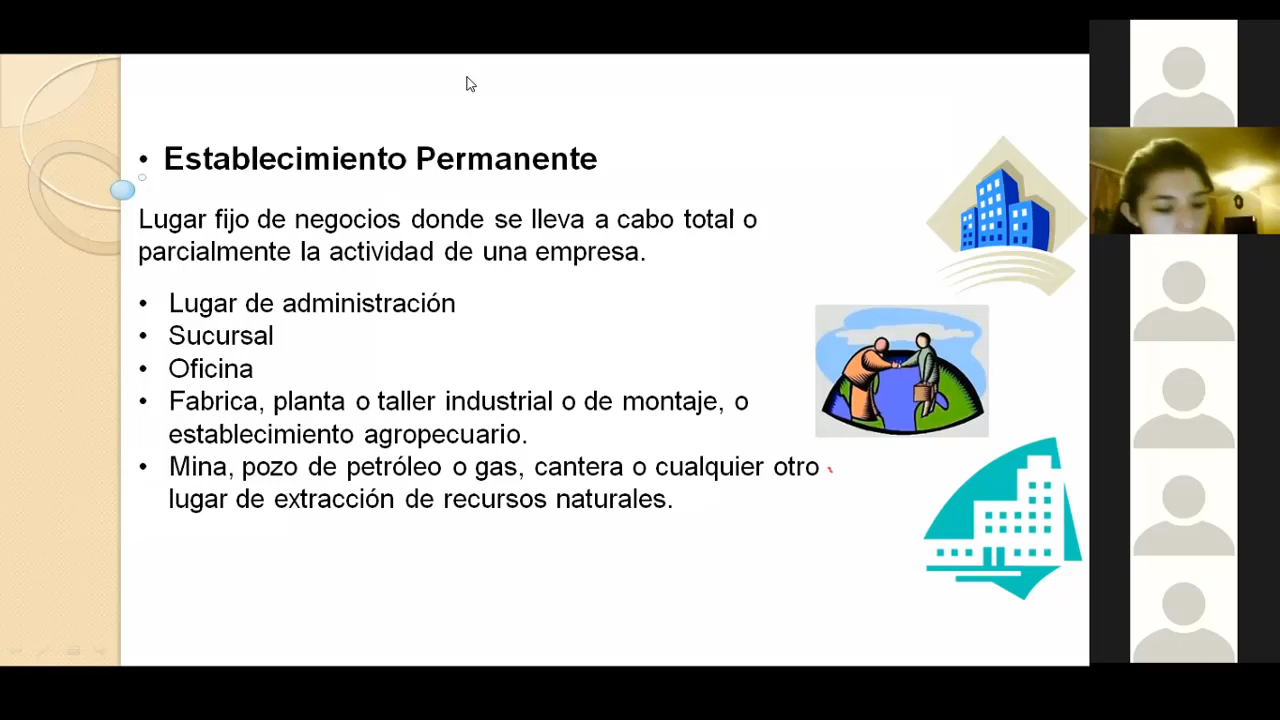 • Establecimiento Permanente
Lugar fijo de negocios donde se lleva a cabo total o
parcialmente la actividad de una empresa.
• Lugar de administración
• Sucursal
• Oficina
• Fabrica, planta o taller industrial o de montaje, o
establecimiento agropecuario.
• Mina, pozo de petróleo o gas, cantera o cualquier otro
lugar de extracción de recursos naturales.